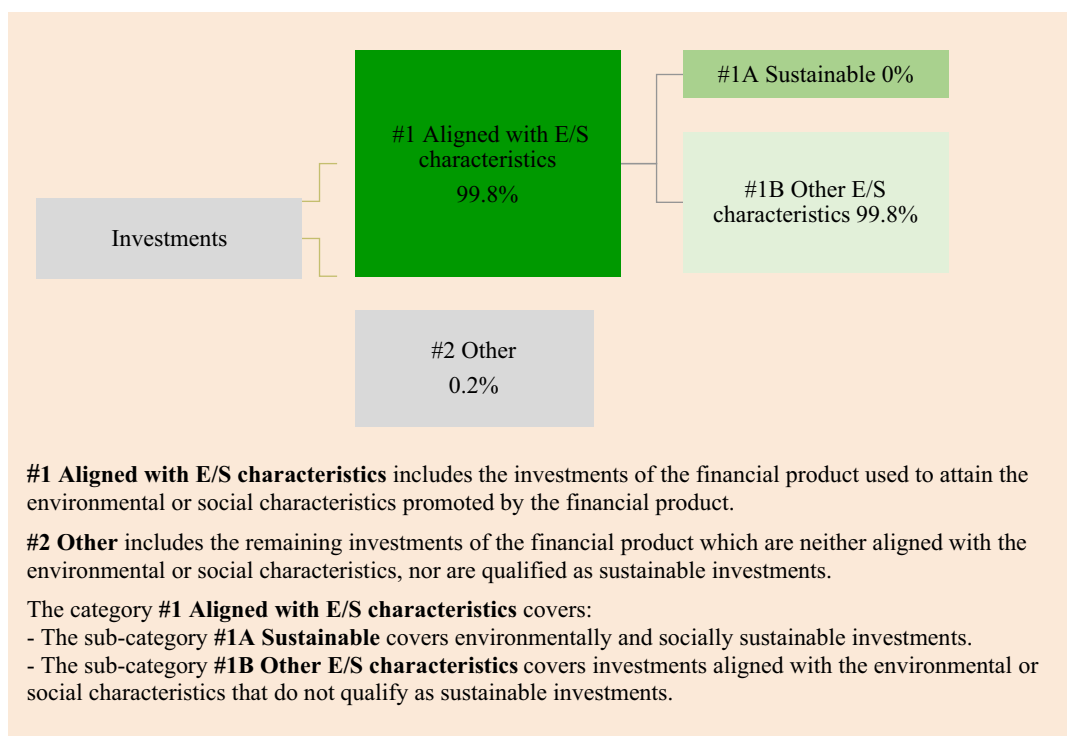 #1A Sustainable 0%
#1 Aligned with E/S
characteristics
99.8%
#1B Other E/S
characteristics 99.8%
Investments
#2 Other
0.2%
#1 Aligned with E/S characteristics includes the investments of the financial product used to attain the
environmental or social characteristics promoted by the financial product.
#2 Other includes the remaining investments of the financial product which are neither aligned with the
environmental or social characteristics, nor are qualified as sustainable investments.
The category #1 Aligned with E/S characteristics covers:
- The sub-category #1A Sustainable covers environmentally and socially sustainable investments.
- The sub-category #1B Other E/S characteristics covers investments aligned with the environmental or
social characteristics that do not qualify as sustainable investments.